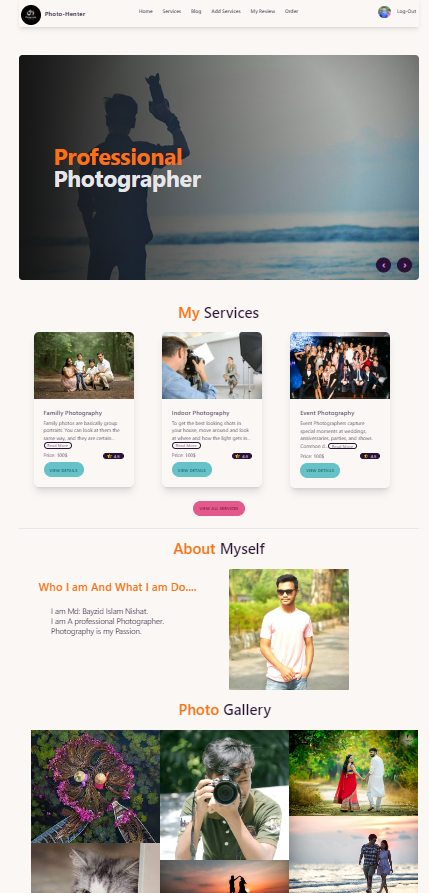 Photo-Henter
Home Services Blog Add Services My Review Order
Log-Out
Professional
Photographer
My Services
Familly Photography
Family photos are basically group
portraits. You can look at them the
same way, and they are certain...
Read More
Price: 100$
4.9
VIEW DETAILS
Indoor Photography
To get the best looking shots in
your house: move around and look
at where and how the light gets in...
Read More
Price: 100$
4.9
VIEW DETAILS
Event Photography
Event Photographers capture
special moments at weddings,
anniversaries, parties, and shows.
Common d... Read More
Price: 100$
4.9
VIEW DETAILS
VIEW ALL SERVICES
About Myself
Who I am And What I am Do....
I am Md: Bayzid Islam Nishat.
I am A professional Photographer.
Photography is my Passion.
Photo Gallery